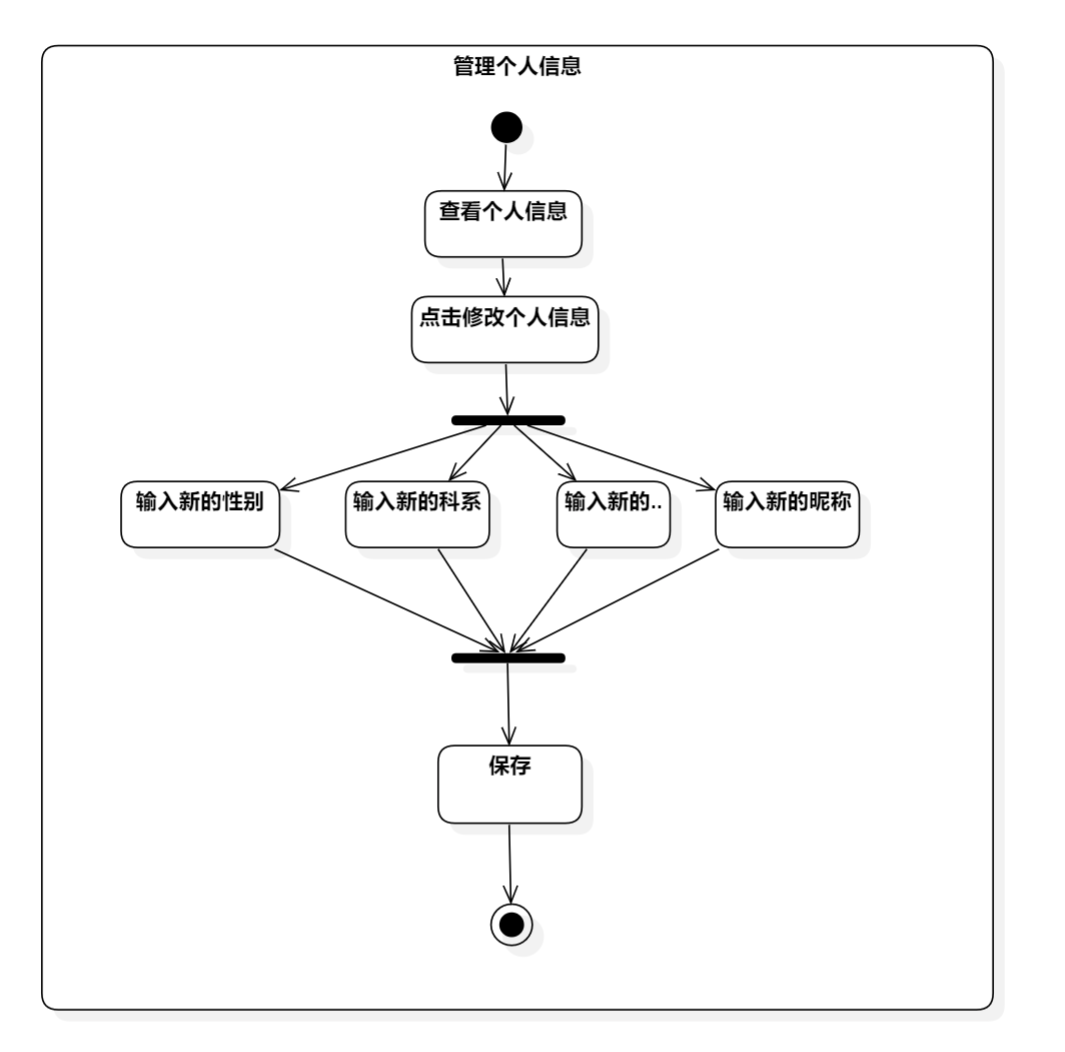 管理个人信息
查看个人信息
点击修改个人信息
输入新的性别
输入新的科系
输入新的..
输入新的昵称
保存